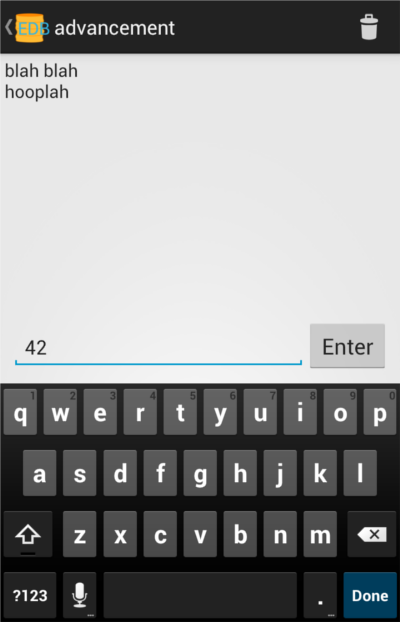 EDB advancement
blah blah
hooplah
42 Enter
1 2 3 4 5 6 7 8 9 0
q w e r t y u i o p
a s d f g h j k l
z x c v b n m
?123 ... . ... Done